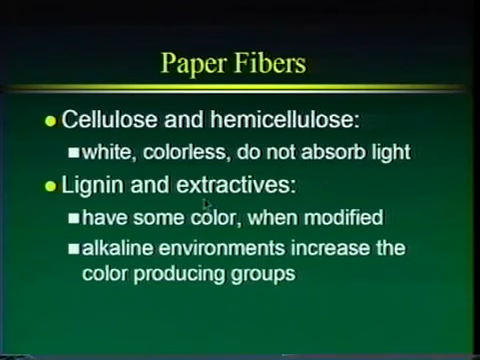 Paper Fibers
Cellulose and hemicellulose:
white, colorless, do not absorb light
Lignin and extractives:
have some color, when modified
alkaline environments increase the
color producing groups